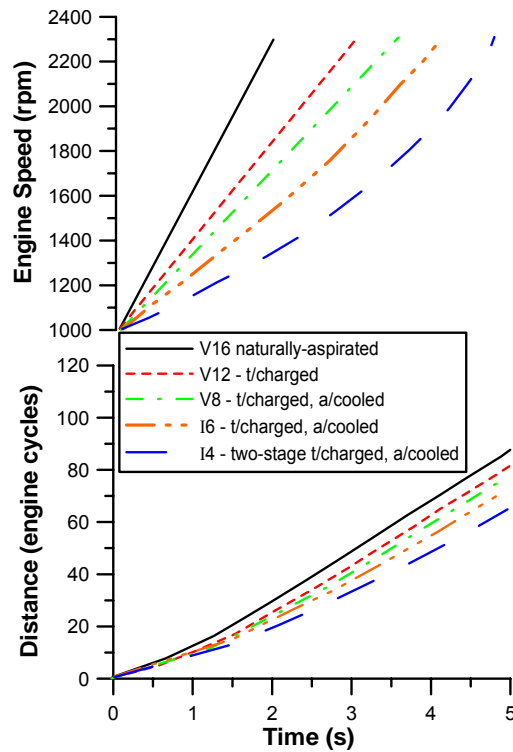 2400
2200
2000
1800
1600
1400
1200
1000
Engine Speed (rpm)
V16 naturally-aspirated
V12 - t/charged
V8 - t/charged, a/cooled
I6 - t/charged, a/cooled
I4 - two-stage t/charged, a/cooled
120
100
80
60
40
20
0
Distance (engine cycles)
0 1 2 3 4 5
Time (s)